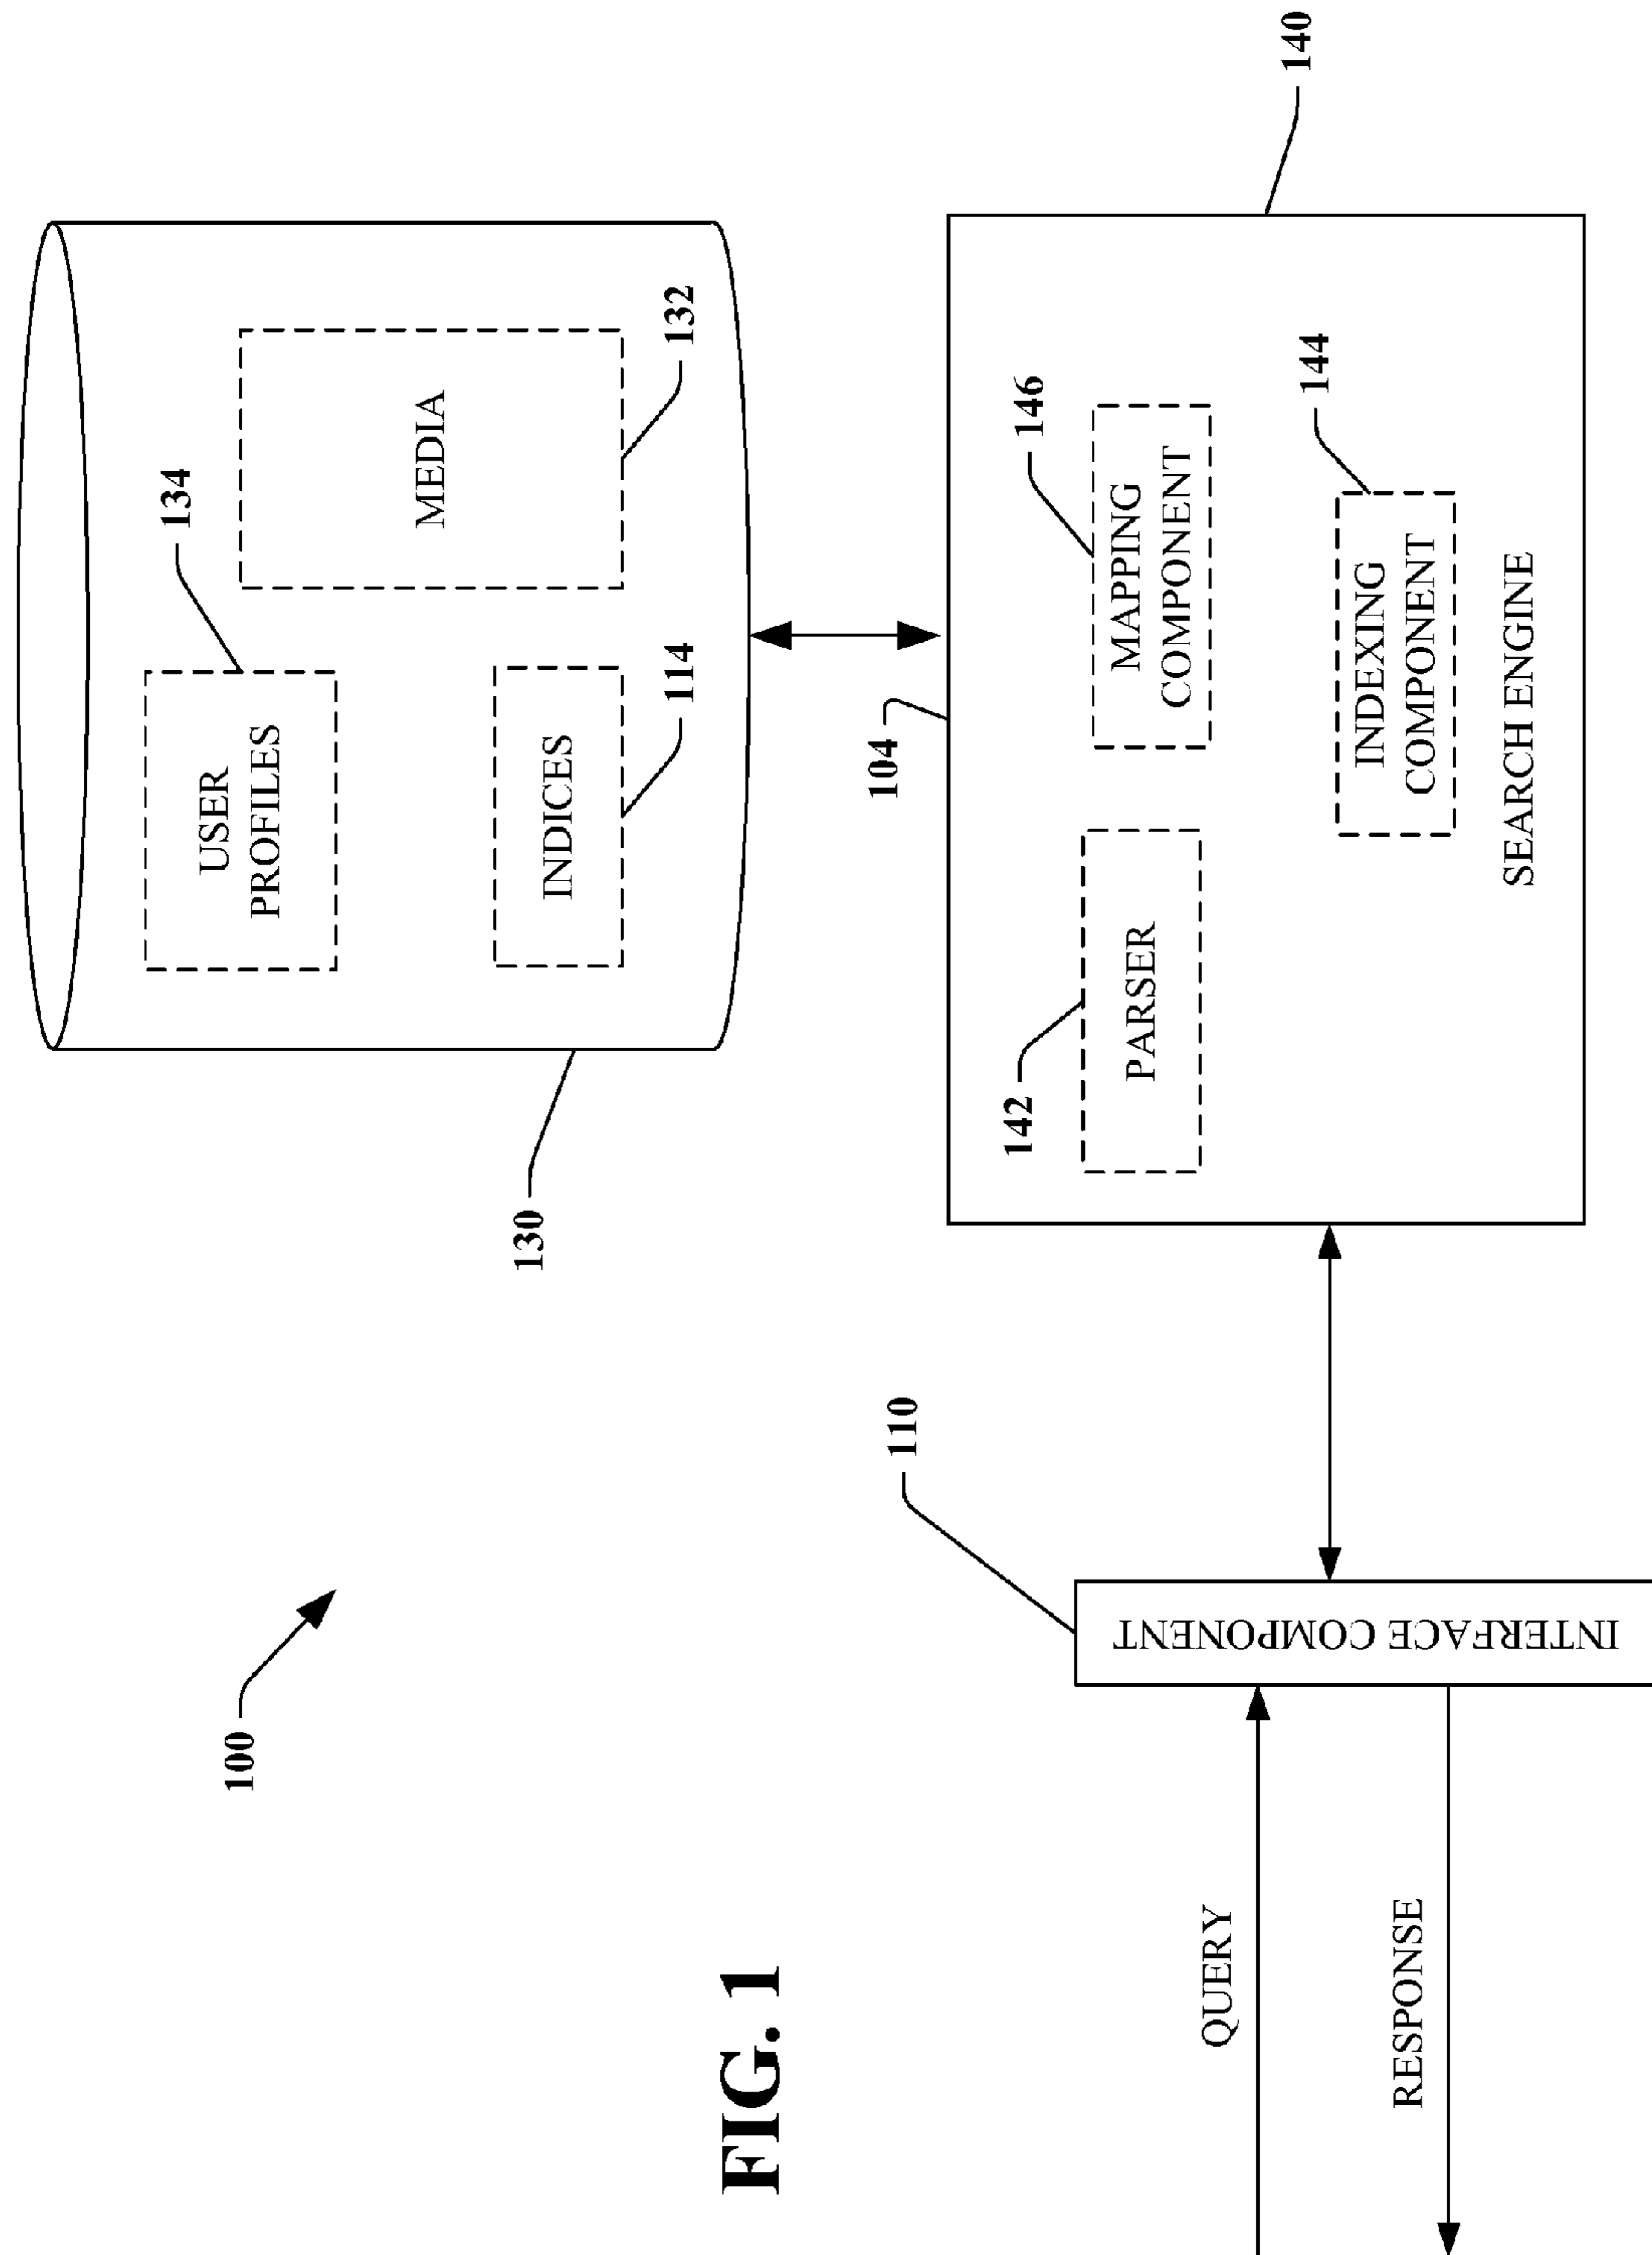 134
USER
PROFILES
100
MEDIA
130
INDICES
132
114
FIG. 1
104
110
142
146
PARSER
MAPPING
COMPONENT
QUERY
INTERFACE COMPONENT
140
144
INDEXING
COMPONENT
RESPONSE
SEARCH ENGINE